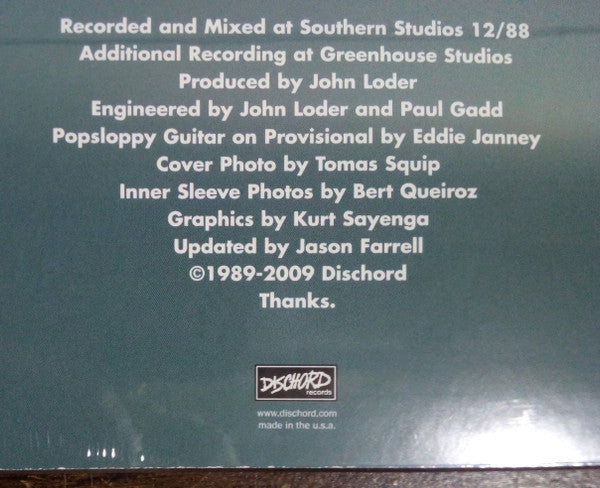 Recorded and Mixed at Southern Studios 12/88
Additional Recording at Greenhouse Studios
Produced by John Loder
Engineered by John Loder and Paul Gadd
Popsloppy Guitar on Provisional by Eddie Janney
Cover Photo by Tomas Squip
Inner Sleeve Photos by Bert Queiroz
Graphics by Kurt Sayenga
Updated by Jason Farrell
©1989-2009 Dischord
Thanks.
DISCHORD
records
www.dischord.com
made in the u.s.a.